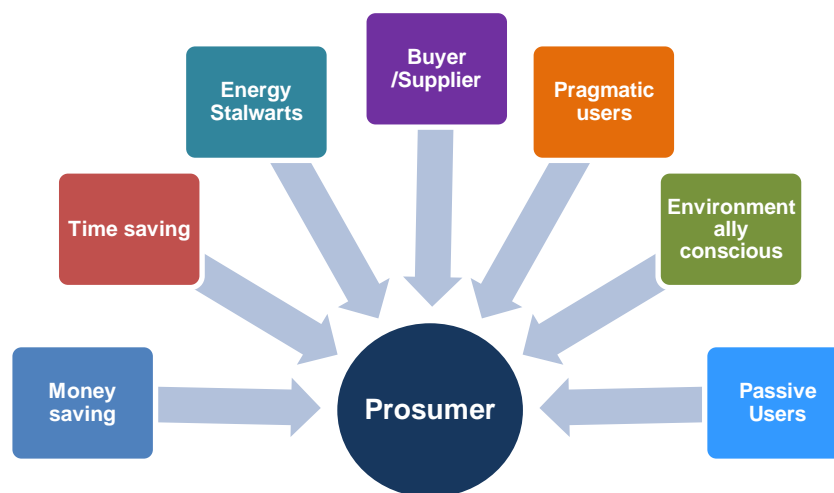 Buyer
/Supplier
Energy
Stalwarts
Pragmatic
users
Time saving
Environment
ally
conscious
Money
saving
Prosumer
Passive
Users